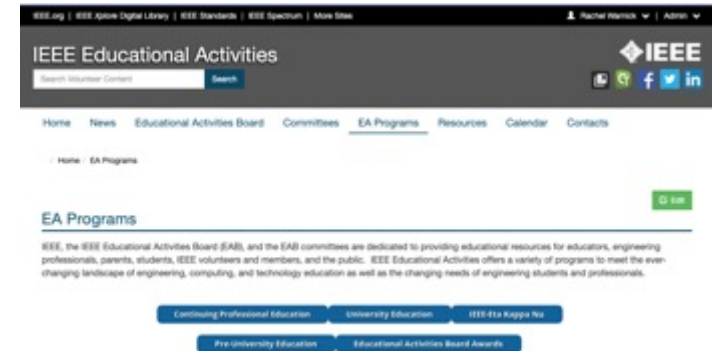 IEEE.org | IEEE Xplore Digital Library | IEEE Standards | IEEE Spectrum | More Sites
Rachel Warnick | Admin
IEEE Educational Activities
IEEE
Search Volunteer Content Search
Home News Educational Activities Board Committees EA Programs Resources Calendar Contacts
/ Home / EA Programs
Edit
EA Programs
IEEE, the IEEE Educational Activities Board (EAB), and the EAB committees are dedicated to providing educational resources for educators, engineering
professionals, parents, students, IEEE volunteers and members, and the public. IEEE Educational Activities offers a variety of programs to meet the ever-
changing landscape of engineering, computing, and technology education as well as the changing needs of engineering students and professionals.
Continuing Professional Education University Education IEEE-Eta Kappa Nu
Pre-University Education Educational Activities Board Awards